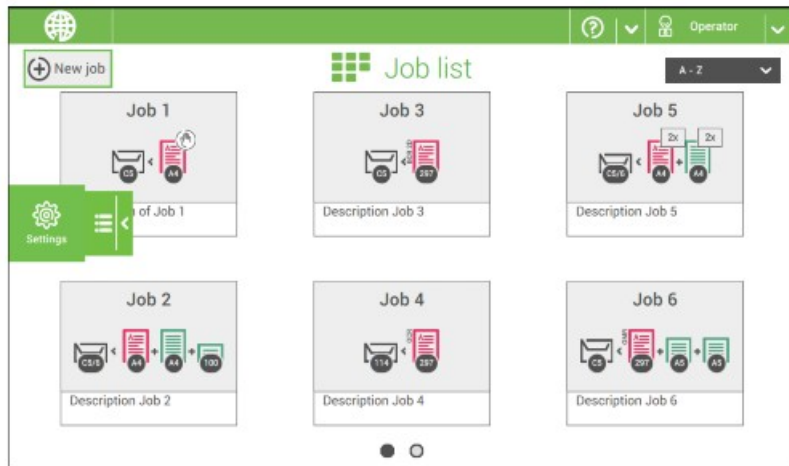 Operator
New job
Job list
A - Z
Job 1
C5
A4
of Job 1
Job 3
C5
297
Description Job 3
Job 5
2x
2x
C5/6
A4
A4
Description Job 5
Settings
Job 2
C5/6
A4
A4
100
Description Job 2
Job 4
114
297
Description Job 4
Job 6
C5
297
A5
A5
Description Job 6